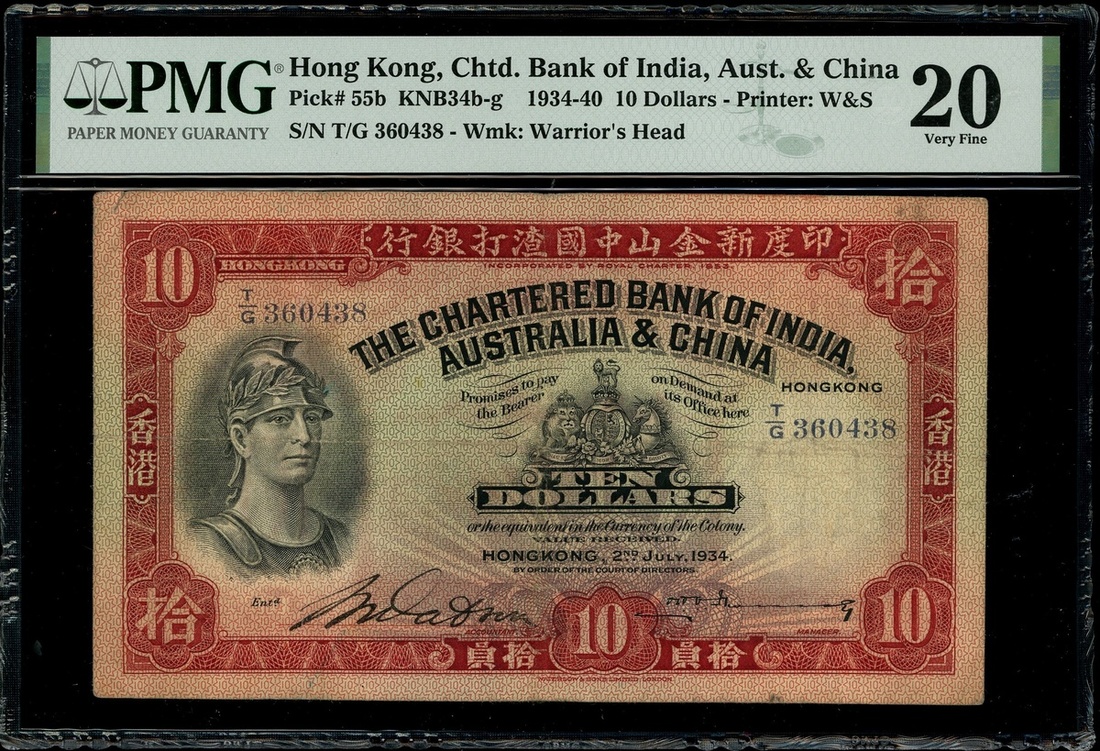 PMG®
PAPER MONEY GUARANTY
Hong Kong, Chtd. Bank of India, Aust. & China
Pick# 55b KNB34b-g 1934-40 10 Dollars - Printer: W&S
S/N T/G 360438 - Wmk: Warrior's Head
20
Very Fine
行銀打渣國中山金新度印
10
HONGKONG
INCORPORATED BY ROYAL CHARTER, 1853.
拾
T/G 360438
THE CHARTERED BANK OF INDIA,
AUSTRALIA & CHINA
HONGKONG
Promises to pay
the Bearer
on Demand at
its Office here
T/G 360438
香港
香港
TEN
DOLLARS
or the equivalent in the Currency of the Colony.
VALUE RECEIVED.
HONGKONG, 2ND JULY, 1934.
BY ORDER OF THE COURT OF DIRECTORS.
拾
Entd.
ACCOUNTANT
10
MANAGER
10
員拾
員拾
WATERLOW & SONS LIMITED, LONDON.